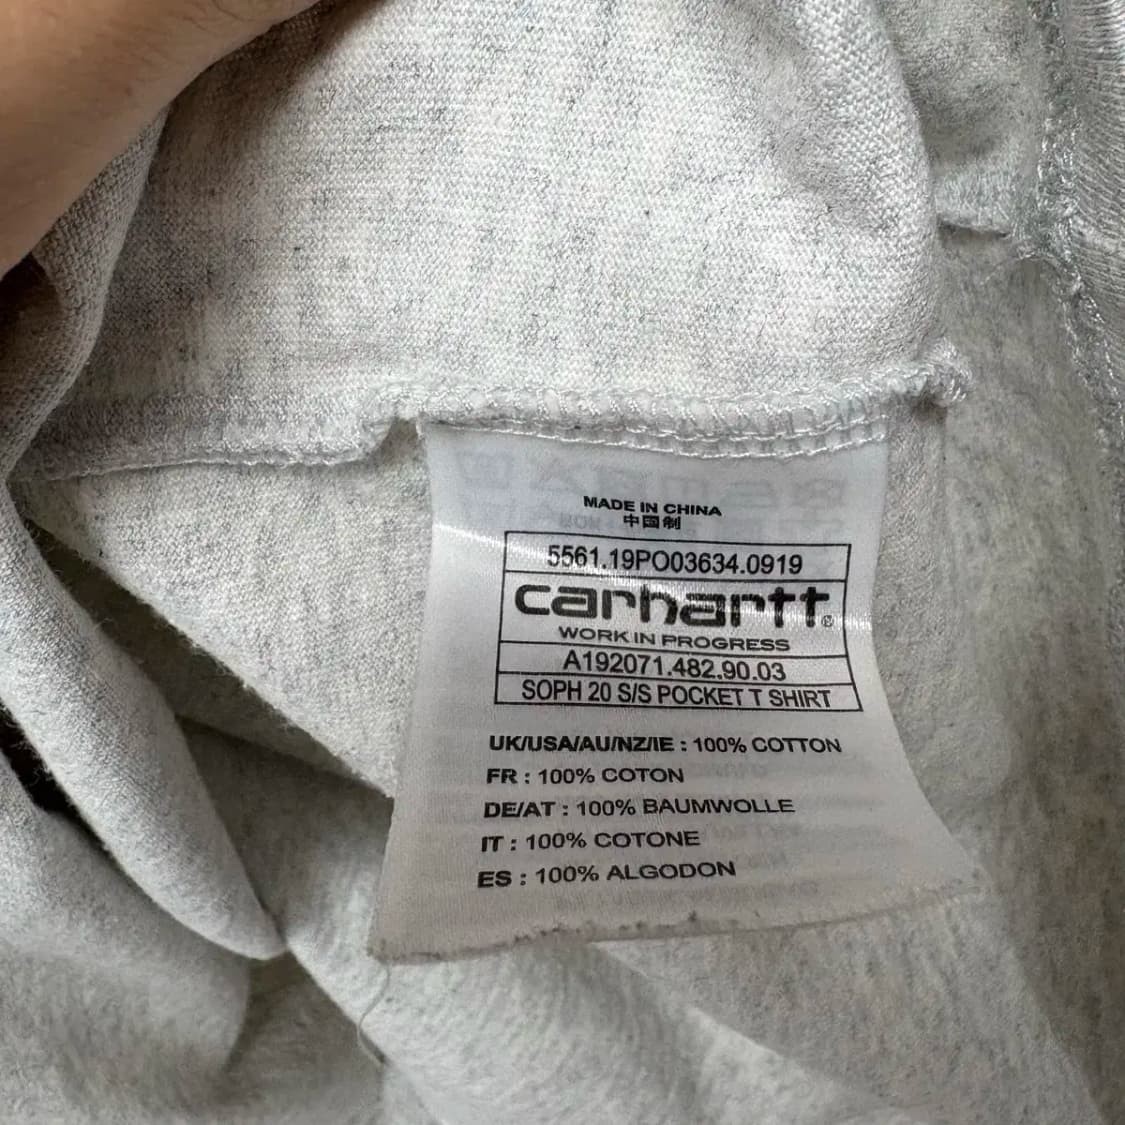 MADE IN CHINA
中国制
5561.19PO03634.0919
carhartt®
WORK IN PROGRESS
A192071.482.90.03
SOPH 20 S/S POCKET T SHIRT
UK/USA/AU/NZ/IE : 100% COTTON
FR : 100% COTON
DE/AT : 100% BAUMWOLLE
IT : 100% COTONE
ES : 100% ALGODON